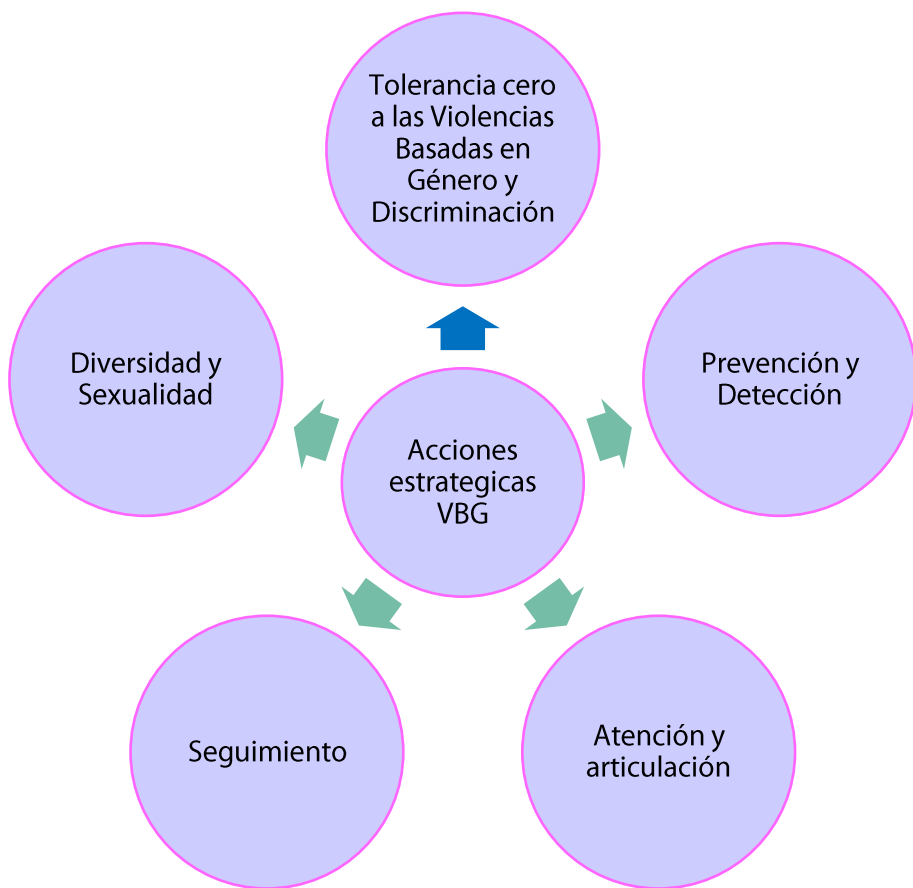 Tolerancia cero
a las Violencias
Basadas en
Género y
Discriminación
Diversidad y
Sexualidad
Prevención y
Detección
Acciones
estrategicas
VBG
Seguimiento
Atención y
articulación